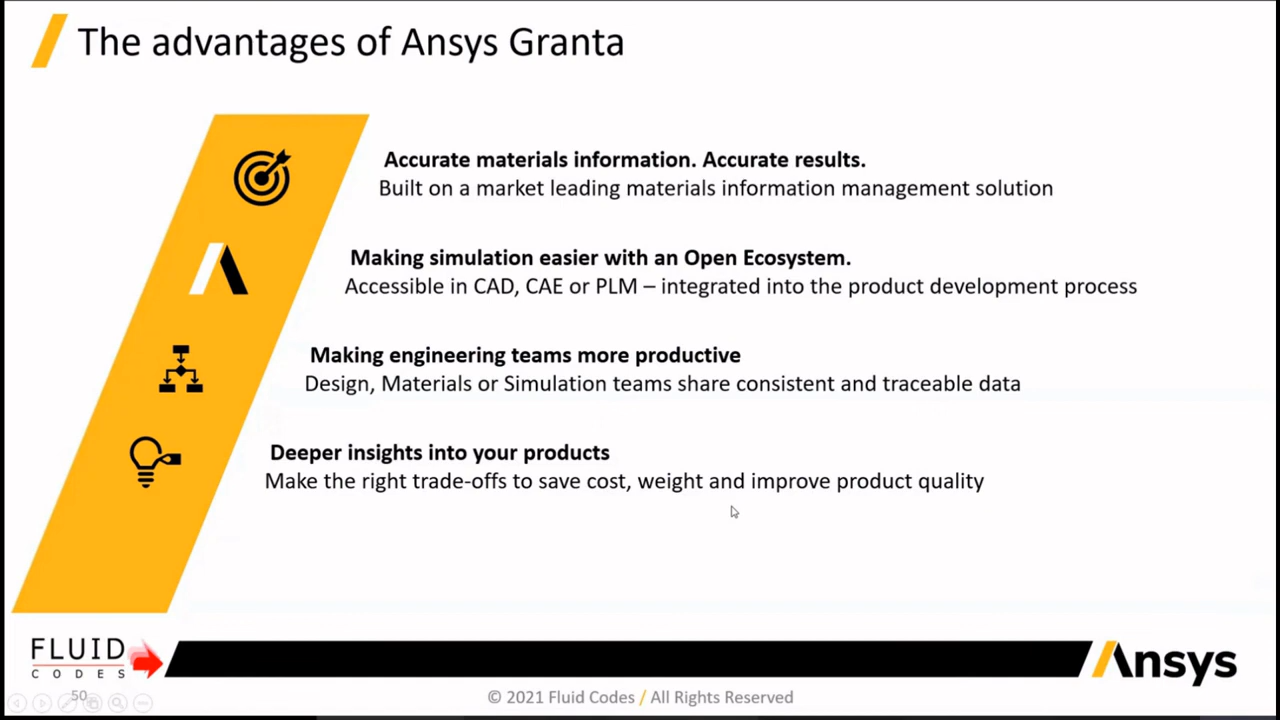 The advantages of Ansys Granta
Accurate materials information. Accurate results.
Built on a market leading materials information management solution
Making simulation easier with an Open Ecosystem.
Accessible in CAD, CAE or PLM – integrated into the product development process
Making engineering teams more productive
Design, Materials or Simulation teams share consistent and traceable data
Deeper insights into your products
Make the right trade-offs to save cost, weight and improve product quality
FLUID
CODES
Ansys
50
© 2021 Fluid Codes / All Rights Reserved